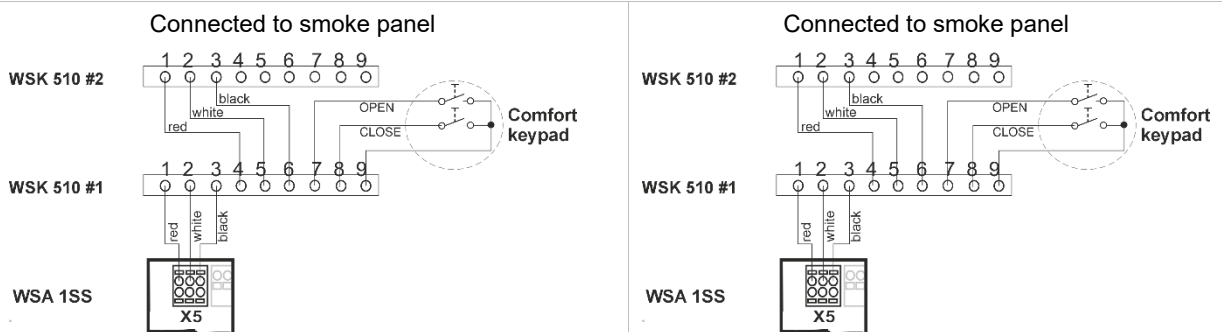 Connected to smoke panel
WSK 510 #2
1 2 3 4 5 6 7 8 9
black
white
red
OPEN
CLOSE
Comfort
keypad
WSK 510 #1
1 2 3 4 5 6 7 8 9
red
white
black
WSA 1SS
X5
Connected to smoke panel
WSK 510 #2
1 2 3 4 5 6 7 8 9
black
white
red
OPEN
CLOSE
Comfort
keypad
WSK 510 #1
1 2 3 4 5 6 7 8 9
red
white
black
WSA 1SS
X5